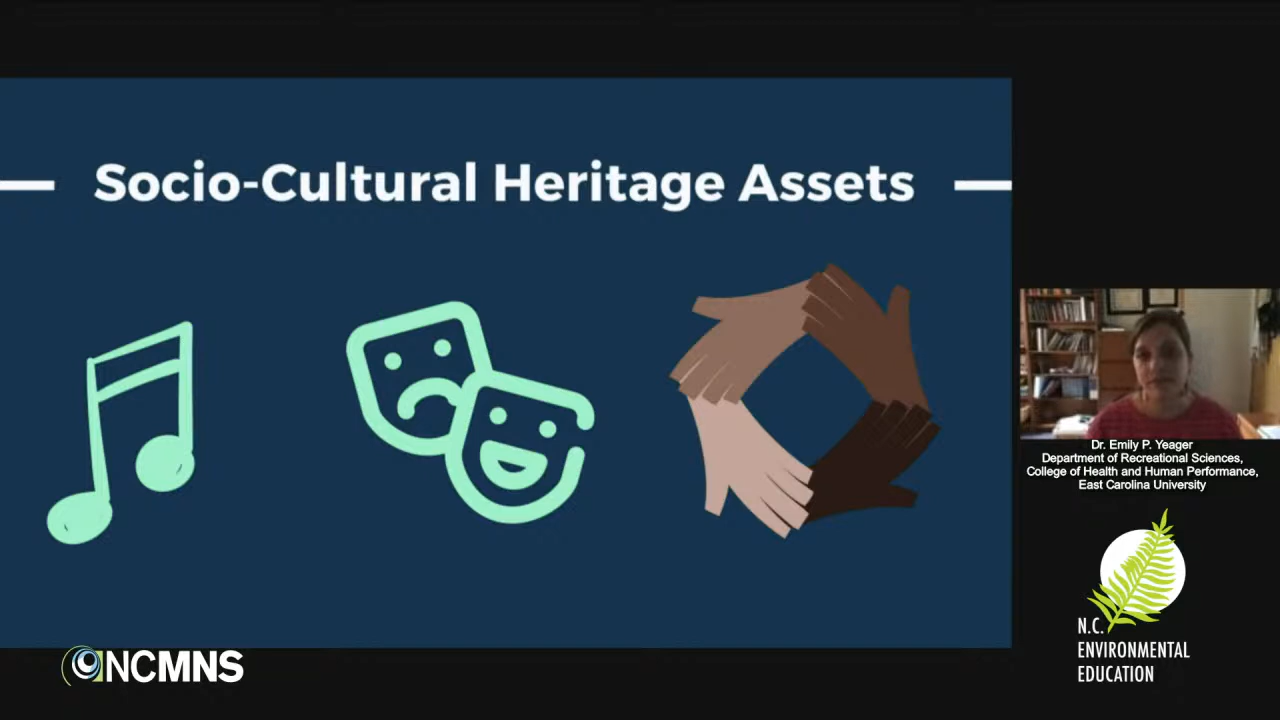 Socio-Cultural Heritage Assets
Dr. Emily P. Yeager
Department of Recreational Sciences,
College of Health and Human Performance,
East Carolina University
N.C.
ENVIRONMENTAL
EDUCATION
NCMNS